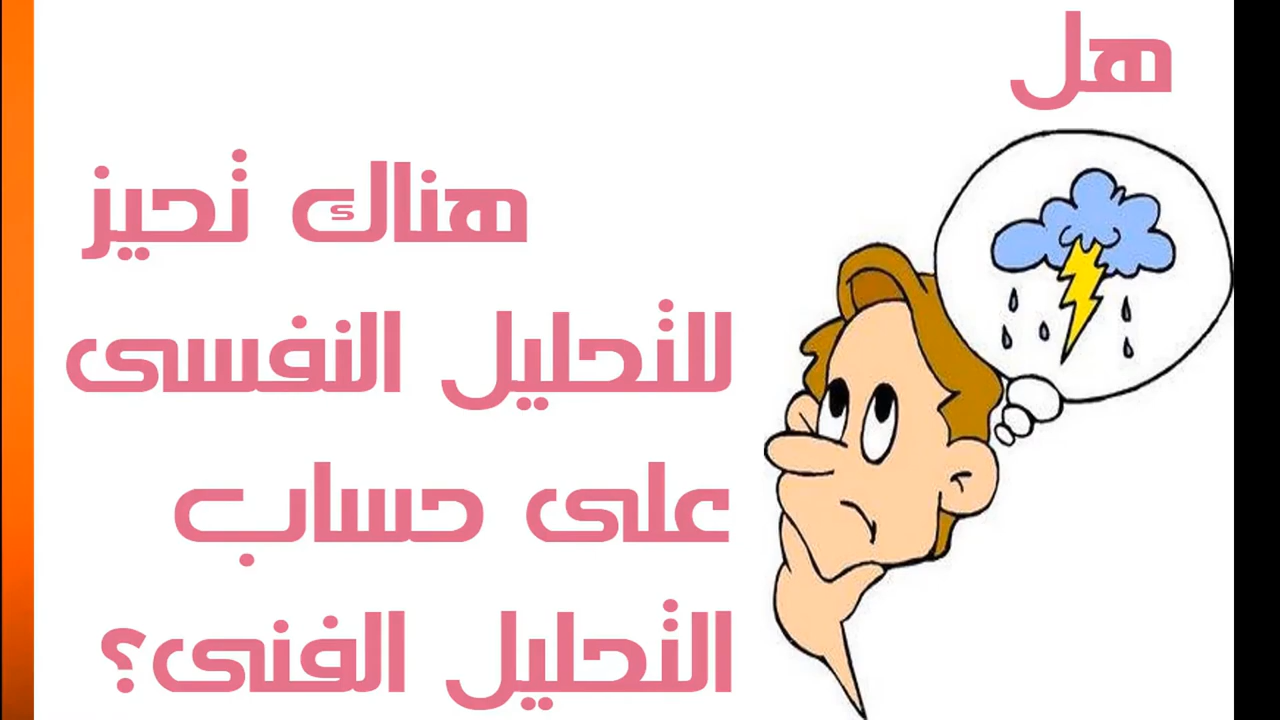 هل
هناك تحيز
للتحليل النفسى
على حساب
التحليل الفنى؟